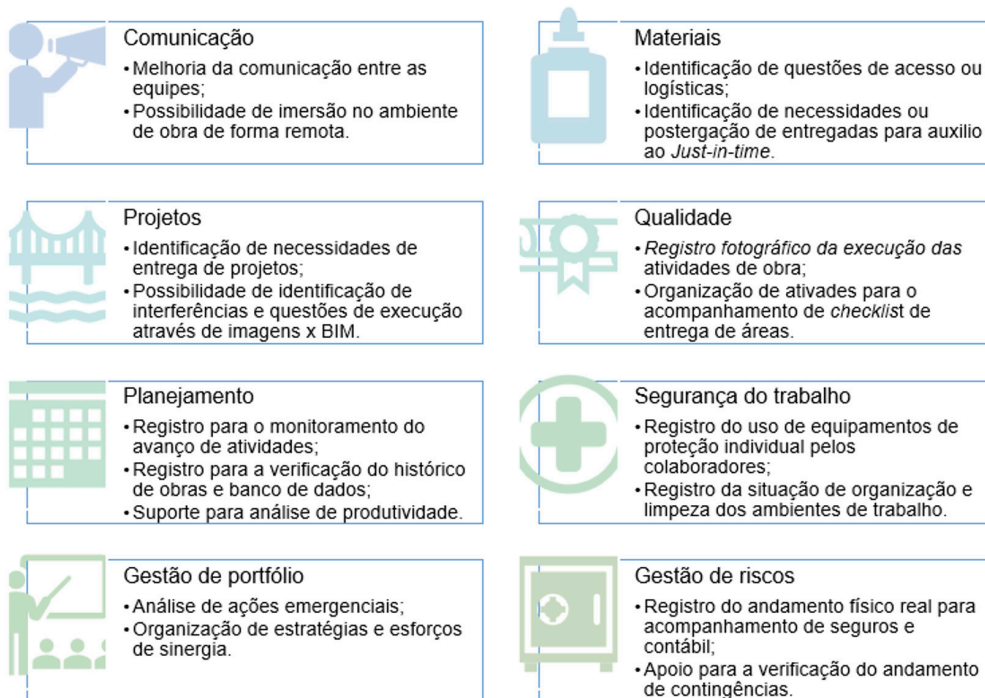 Comunicação
• Melhoria da comunicação entre as
equipes;
• Possibilidade de imersão no ambiente
de obra de forma remota.
Materiais
• Identificação de questões de acesso ou
logísticas;
• Identificação de necessidades ou
postergação de entregadas para auxilio
ao Just-in-time.
Projetos
• Identificação de necessidades de
entrega de projetos;
• Possibilidade de identificação de
interferências e questões de execução
através de imagens x BIM.
Qualidade
• Registro fotográfico da execução das
atividades de obra;
• Organização de ativades para o
acompanhamento de checklist de
entrega de áreas.
Planejamento
• Registro para o monitoramento do
avanço de atividades;
• Registro para a verificação do histórico
de obras e banco de dados;
• Suporte para análise de produtividade.
Segurança do trabalho
• Registro do uso de equipamentos de
proteção individual pelos
colaboradores;
• Registro da situação de organização e
limpeza dos ambientes de trabalho.
Gestão de portfólio
• Análise de ações emergenciais;
• Organização de estratégias e esforços
de sinergia.
Gestão de riscos
• Registro do andamento físico real para
acompanhamento de seguros e
contábil;
• Apoio para a verificação do andamento
de contingências.